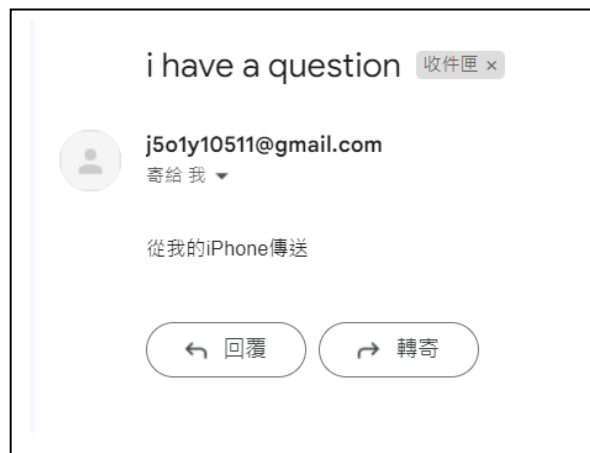 i have a question 收件匣 ×
j5o1y10511@gmail.com
寄給 我
從我的iPhone傳送
回覆 轉寄